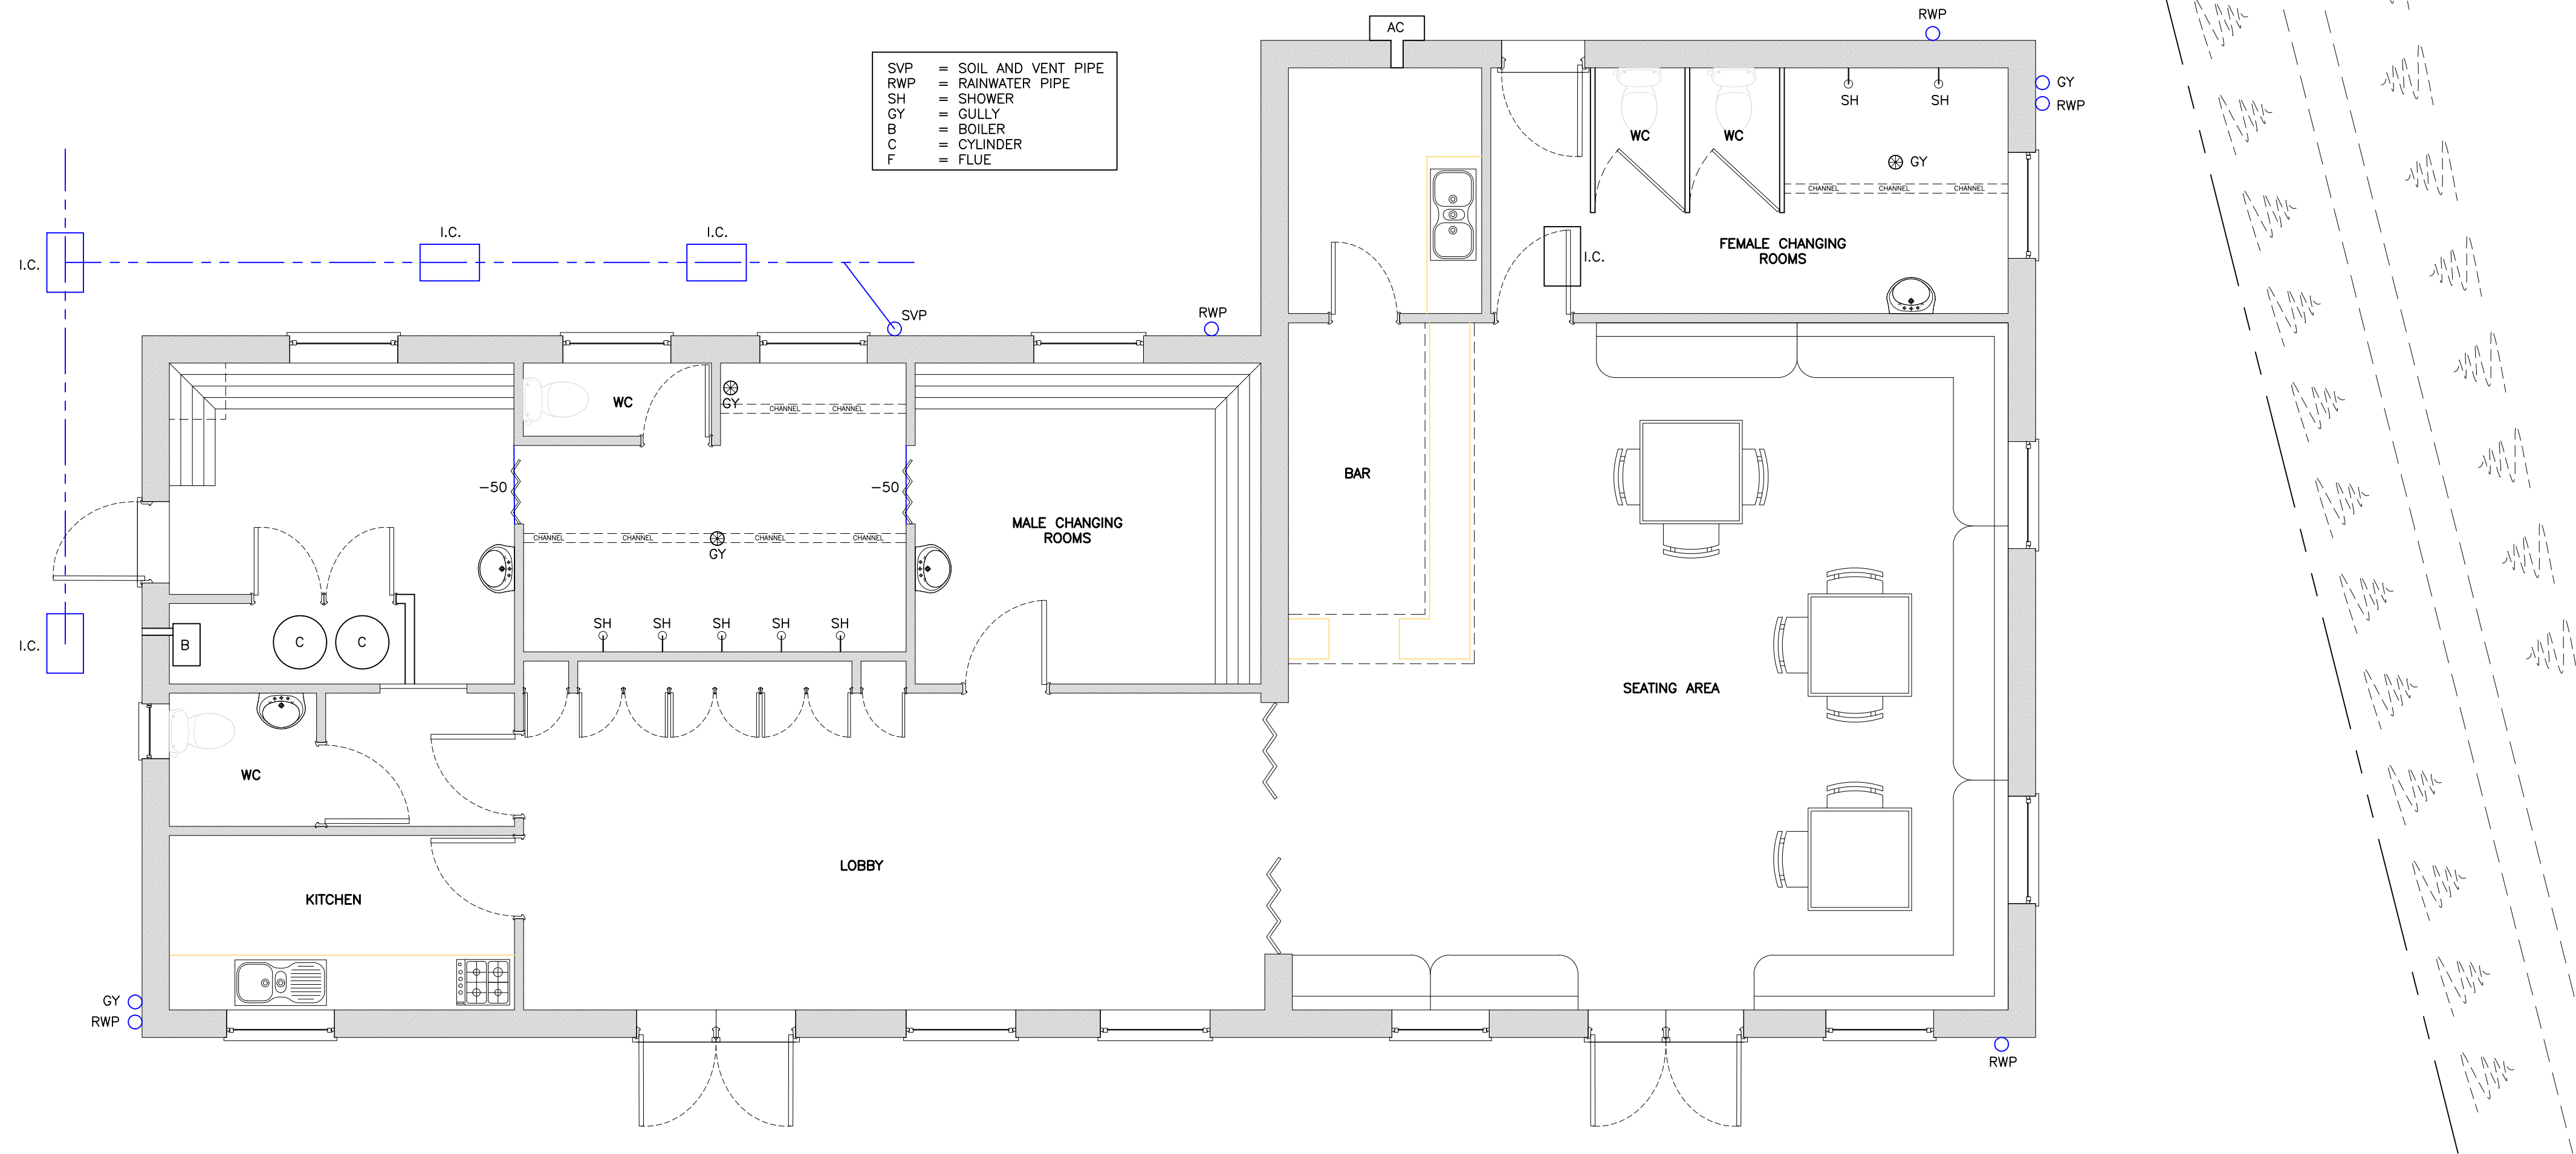 RWP
AC
SVP = SOIL AND VENT PIPE
RWP = RAINWATER PIPE
SH = SHOWER
GY = GULLY
B = BOILER
C = CYLINDER
F = FLUE
GY
RWP
SH
SH
WC
WC
GY
CHANNEL CHANNEL CHANNEL
I.C.
I.C.
I.C.
FEMALE CHANGING
ROOMS
I.C.
SVP
RWP
WC
GY
CHANNEL CHANNEL
-50
-50
BAR
MALE CHANGING
ROOMS
CHANNEL CHANNEL CHANNEL CHANNEL
GY
SH SH SH SH SH
I.C.
B
C
C
SEATING AREA
WC
LOBBY
KITCHEN
GY
RWP
RWP